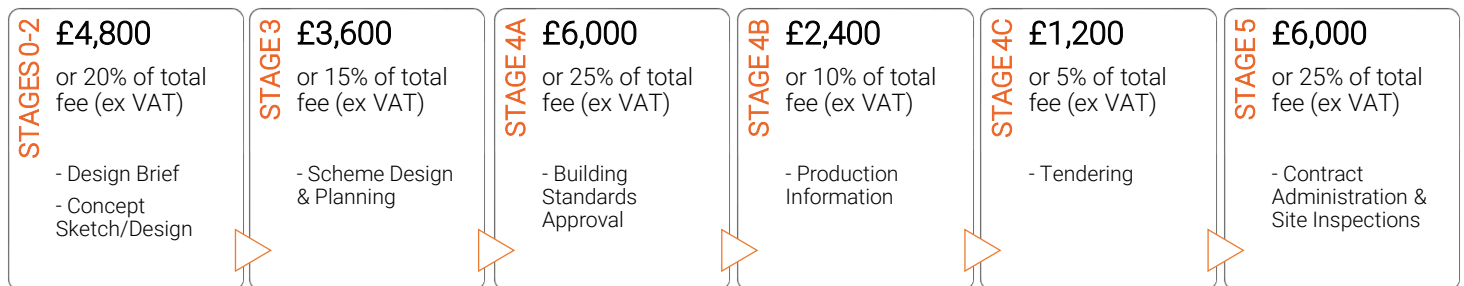 STAGES 0-2
£4,800
or 20% of total
fee (ex VAT)
- Design Brief
- Concept
Sketch/Design
STAGE 3
£3,600
or 15% of total
fee (ex VAT)
- Scheme Design
& Planning
STAGE 4A
£6,000
or 25% of total
fee (ex VAT)
- Building
Standards
Approval
STAGE 4B
£2,400
or 10% of total
fee (ex VAT)
- Production
Information
STAGE 4C
£1,200
or 5% of total
fee (ex VAT)
- Tendering
STAGE 5
£6,000
or 25% of total
fee (ex VAT)
- Contract
Administration &
Site Inspections